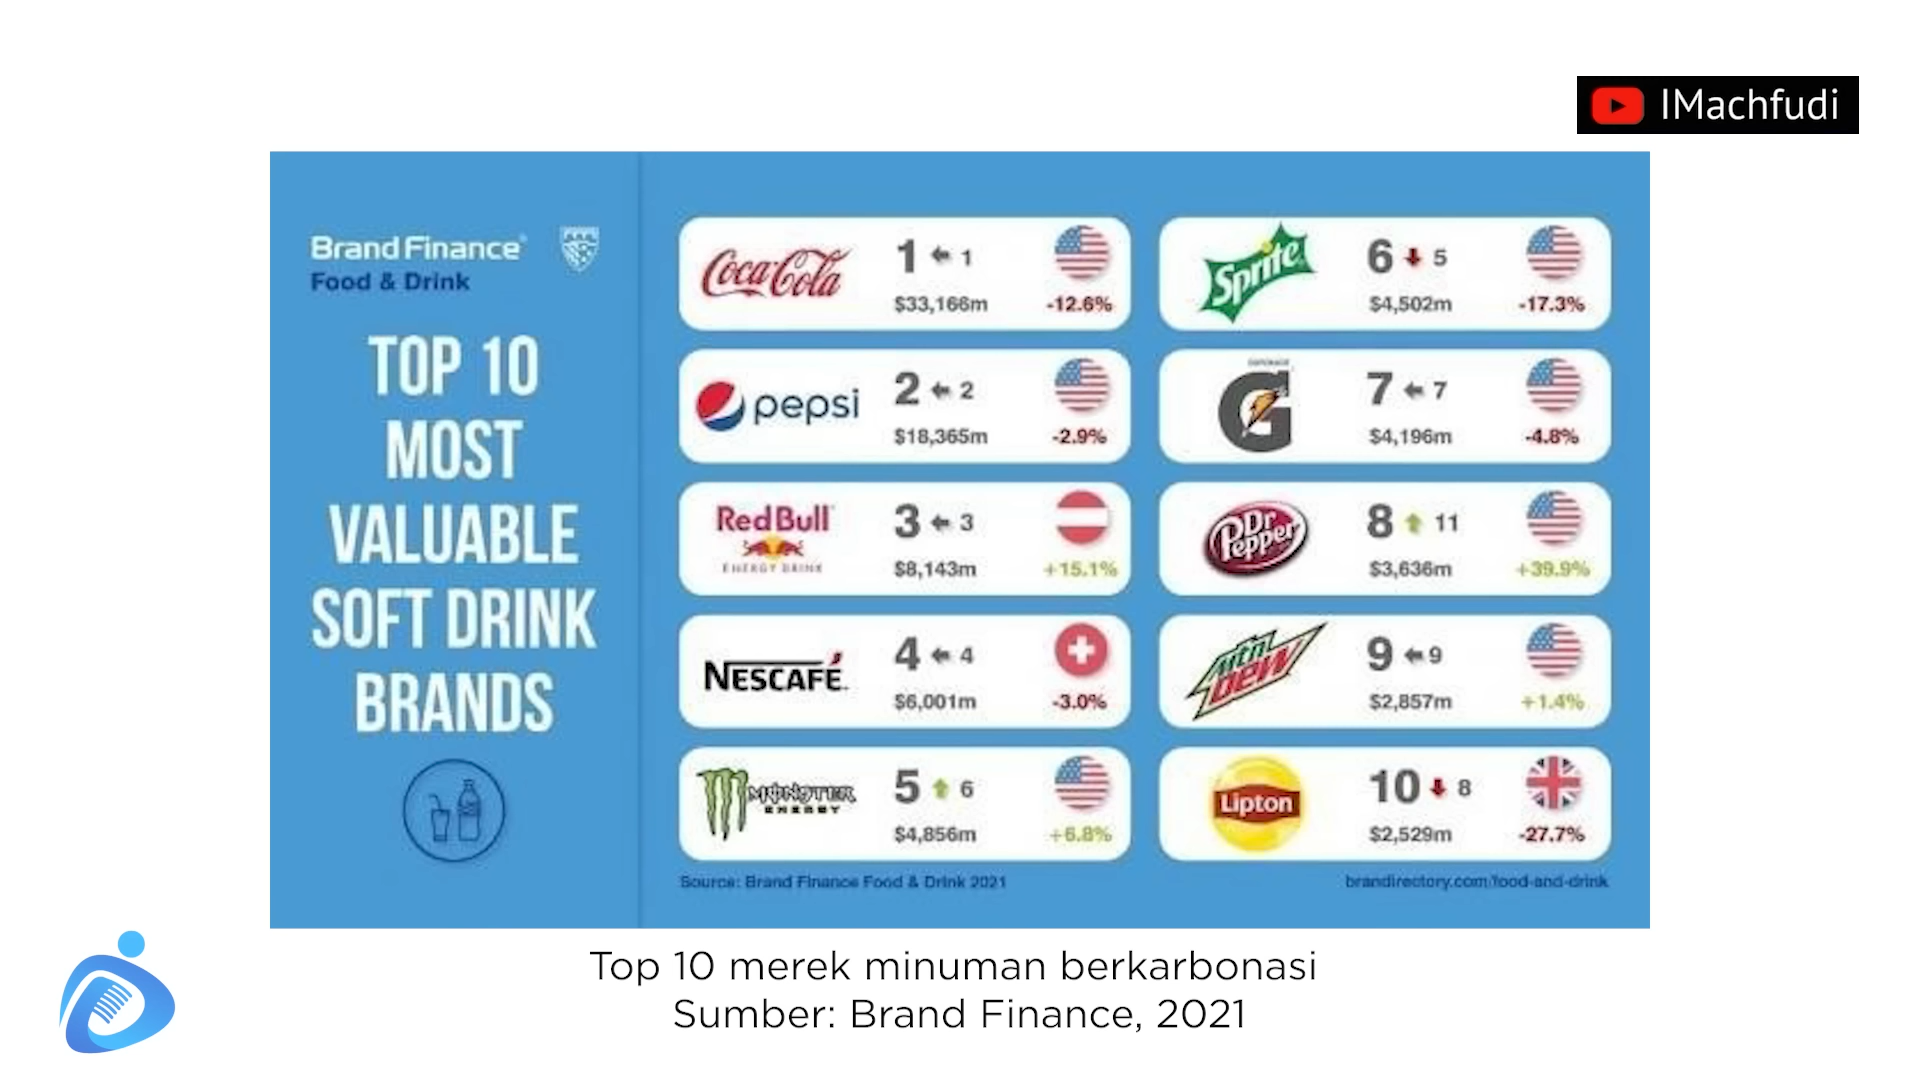 IMachfudi
Brand Finance®
Food & Drink
TOP 10
MOST
VALUABLE
SOFT DRINK
BRANDS
Coca-Cola
1 1
$33,166m -12.6%
pepsi
2 2
$18,365m -2.9%
Red Bull
ENERGY DRINK
3 3
$8,143m +15.1%
NESCAFÉ
4 4
$6,001m -3.0%
MONSTER
ENERGY
5 6
$4,856m +6.8%
Sprite
6 5
$4,502m -17.3%
GATORADE
G
7 7
$4,196m -4.8%
Dr
Pepper
8 11
$3,636m +39.9%
Mtn
Dew
9 9
$2,857m +1.4%
Lipton
10 8
$2,529m -27.7%
Source: Brand Finance Food & Drink 2021
brandirectory.com/food-and-drink
Top 10 merek minuman berkarbonasi
Sumber: Brand Finance, 2021